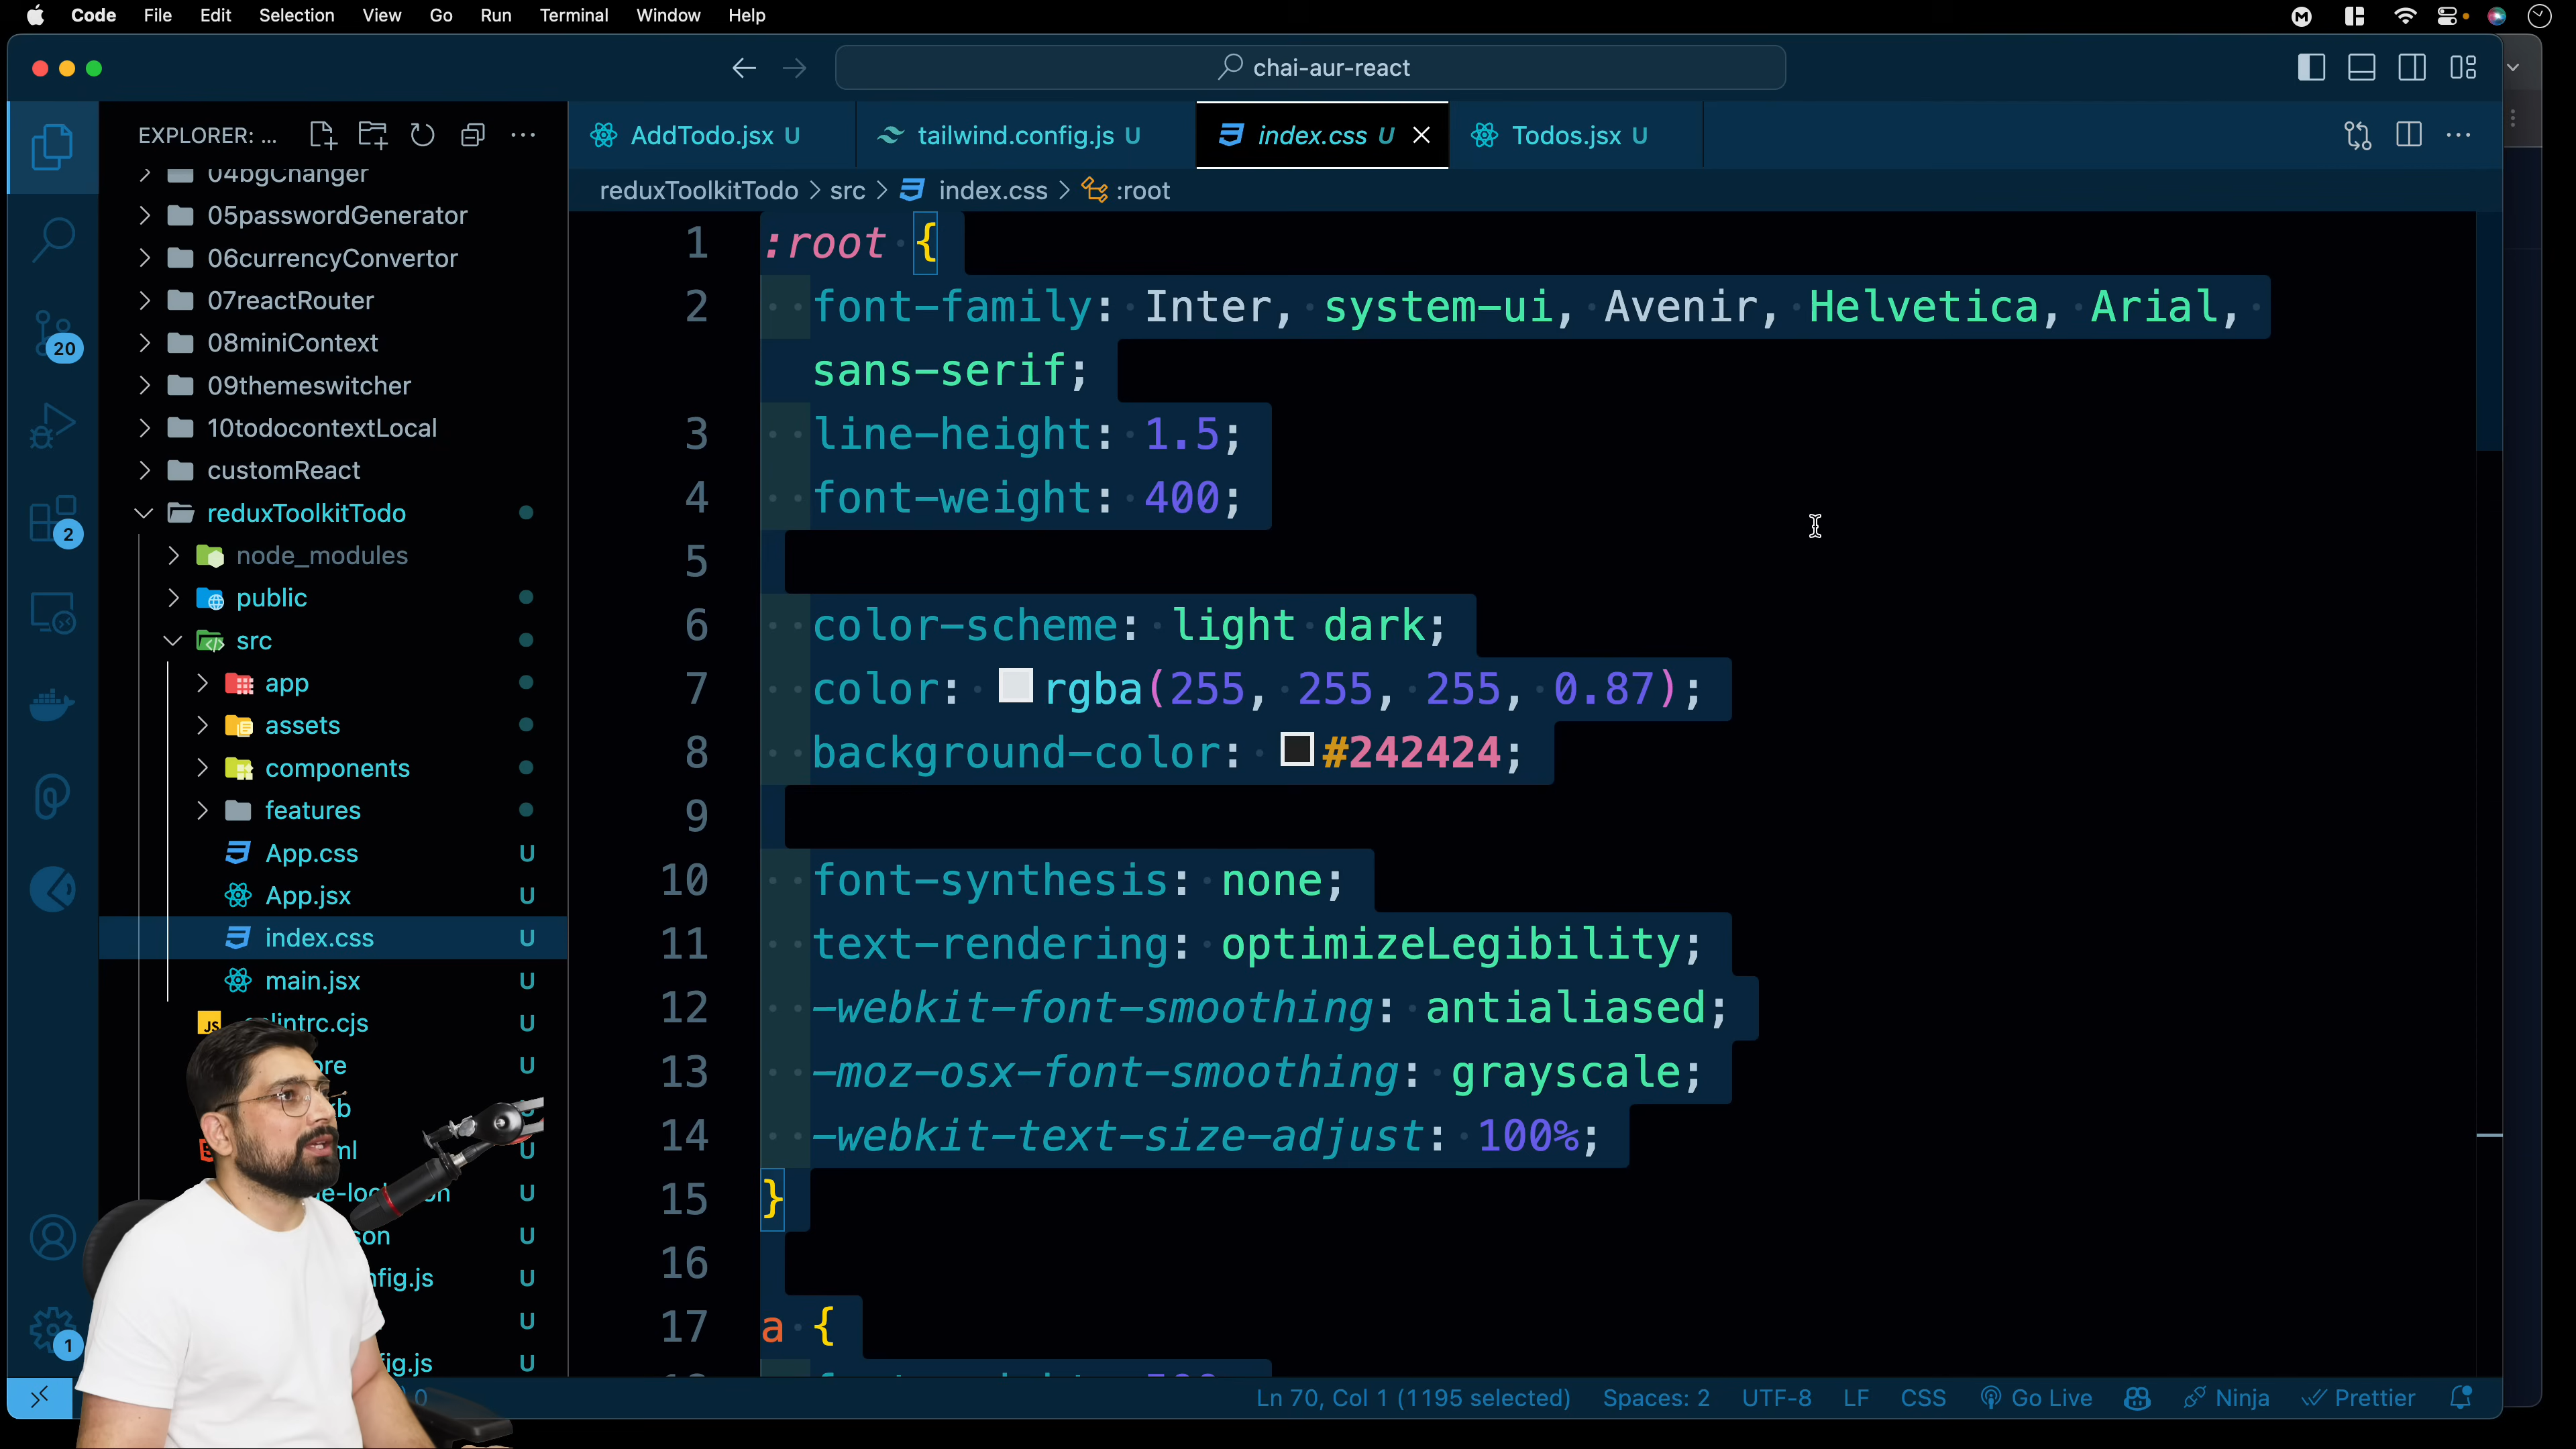 Code File Edit Selection View Go Run Terminal Window Help
chai-aur-react
EXPLORER: ...
AddTodo.jsx U
tailwind.config.js U
index.css U
Todos.jsx U
reduxToolkitTodo > src > index.css > :root
04bgChanger
05passwordGenerator
06currencyConvertor
07reactRouter
08miniContext
09themeswitcher
10todocontextLocal
customReact
reduxToolkitTodo
node_modules
public
src
app
assets
components
features
App.css U
App.jsx U
index.css U
main.jsx U
U
U
U
U
U
U
U
U
20
2
1
1 :root {
2 font-family: Inter, system-ui, Avenir, Helvetica, Arial,
sans-serif;
3 line-height: 1.5;
4 font-weight: 400;
5
6 color-scheme: light dark;
7 color: rgba(255, 255, 255, 0.87);
8 background-color: #242424;
9
10 font-synthesis: none;
11 text-rendering: optimizeLegibility;
12 -webkit-font-smoothing: antialiased;
13 -moz-osx-font-smoothing: grayscale;
14 -webkit-text-size-adjust: 100%;
15 }
16
17 a {
Ln 70, Col 1 (1195 selected) Spaces: 2 UTF-8 LF CSS Go Live Ninja Prettier